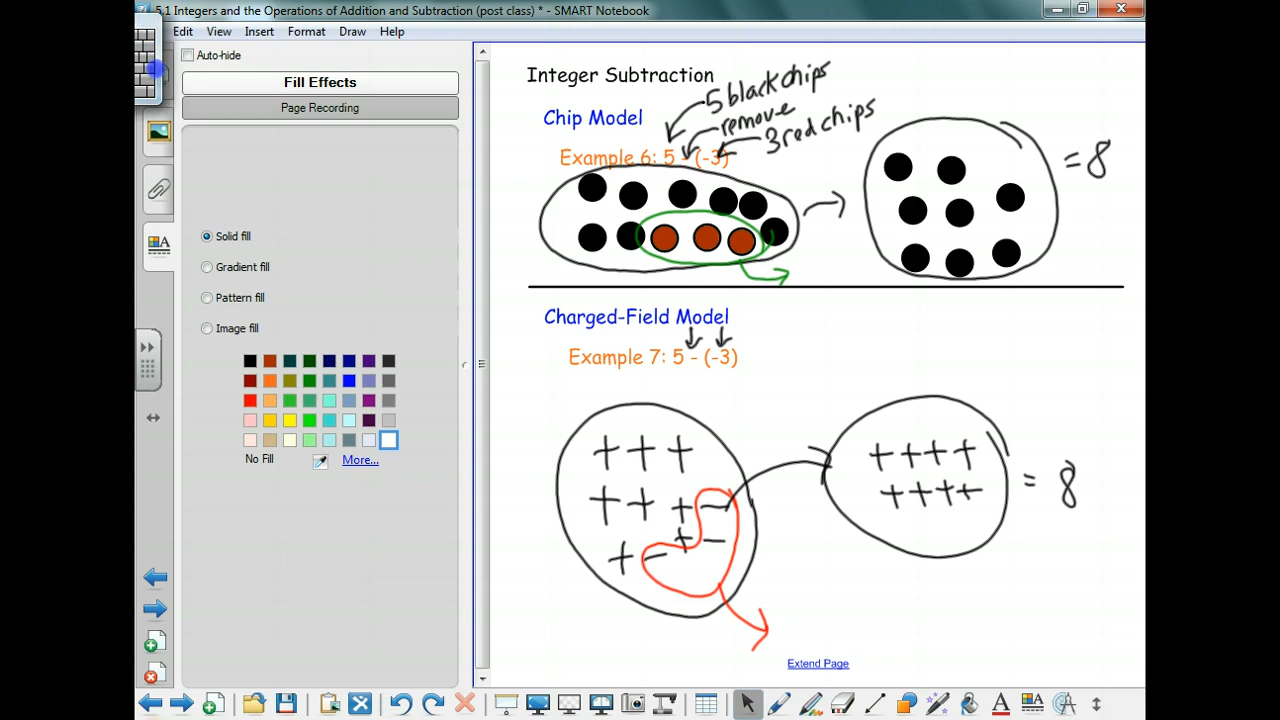 5.1 Integers and the Operations of Addition and Subtraction (post class) * - SMART Notebook
Edit View Insert Format Draw Help
Auto-hide
Fill Effects
Page Recording
Solid fill
Gradient fill
Pattern fill
Image fill
No Fill
More...
Integer Subtraction
5 black chips
Chip Model
remove
3 red chips
Example 6: 5 - (-3)
= 8
Charged-Field Model
Example 7: 5 - (-3)
+ + +
+ + + -
+ -
+ -
+ + + +
+ + + +
= 8
Extend Page